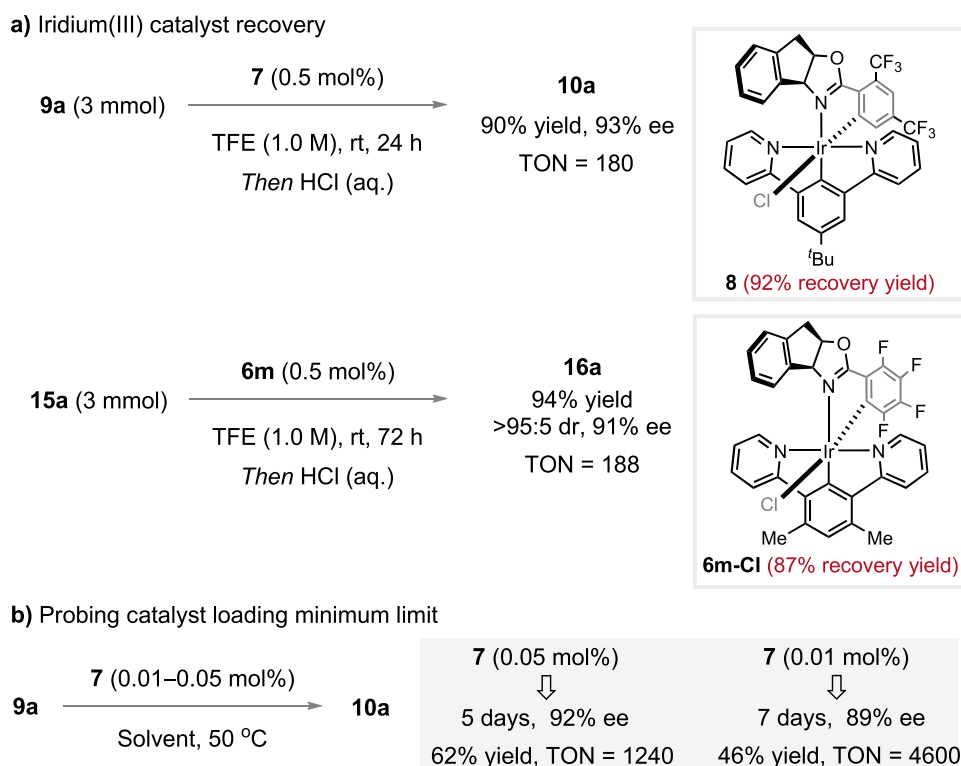 a) Iridium(III) catalyst recovery
9a (3 mmol)
7 (0.5 mol%)
TFE (1.0 M), rt, 24 h
Then HCl (aq.)
10a
90% yield, 93% ee
TON = 180
O
CF3
N
CF3
N
Ir
N
Cl
tBu
8 (92% recovery yield)
15a (3 mmol)
6m (0.5 mol%)
TFE (1.0 M), rt, 72 h
Then HCl (aq.)
16a
94% yield
>95:5 dr, 91% ee
TON = 188
O
F
F
N
F
F
N
Ir
N
Cl
Me
Me
6m-Cl (87% recovery yield)
b) Probing catalyst loading minimum limit
9a
7 (0.01–0.05 mol%)
Solvent, 50 oC
10a
7 (0.05 mol%)
5 days, 92% ee
62% yield, TON = 1240
7 (0.01 mol%)
7 days, 89% ee
46% yield, TON = 4600